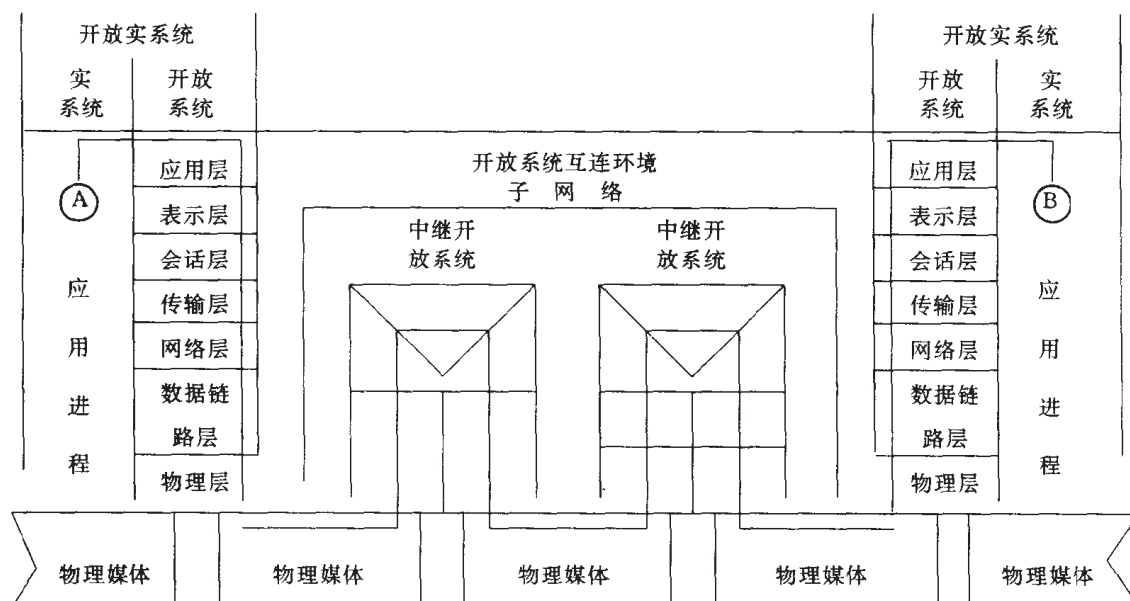 开放实系统
实
系统
开放
系统
A
应
用
进
程
应用层
表示层
会话层
传输层
网络层
数据链
路层
物理层
开放系统互连环境
子 网 络
中继开
放系统
中继开
放系统
开放实系统
开放
系统
实
系统
应用层
表示层
会话层
传输层
网络层
数据链
路层
物理层
B
应
用
进
程
物理媒体
物理媒体
物理媒体
物理媒体
物理媒体